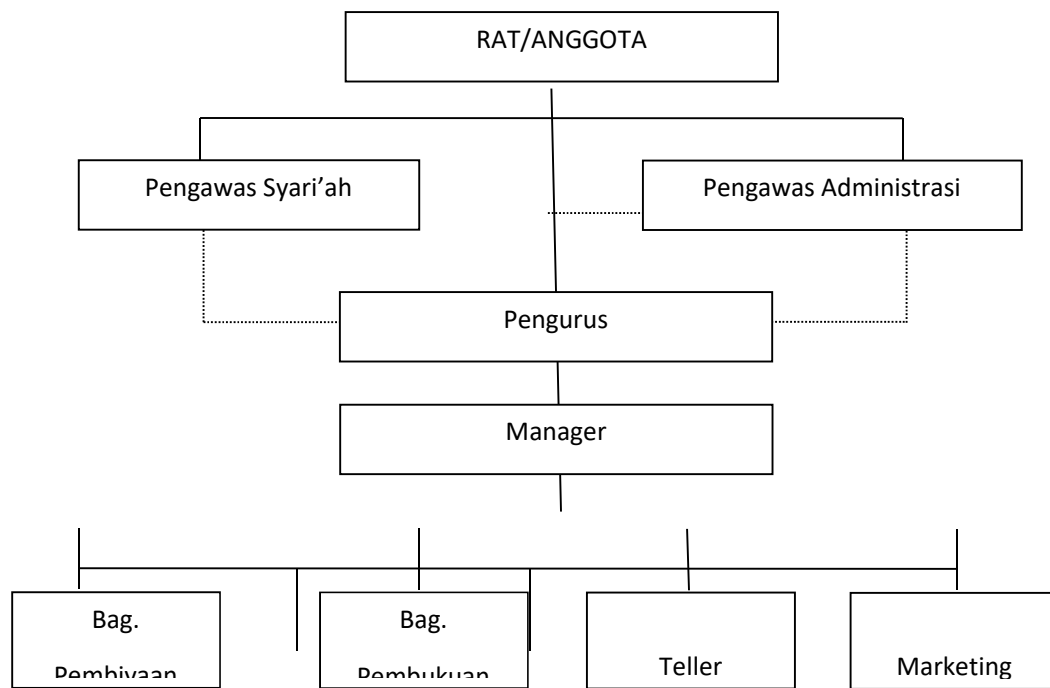 RAT/ANGGOTA
Pengawas Syari'ah
Pengawas Administrasi
Pengurus
Manager
Bag.
Pembiyaan
Bag.
Pembukuan
Teller
Marketing